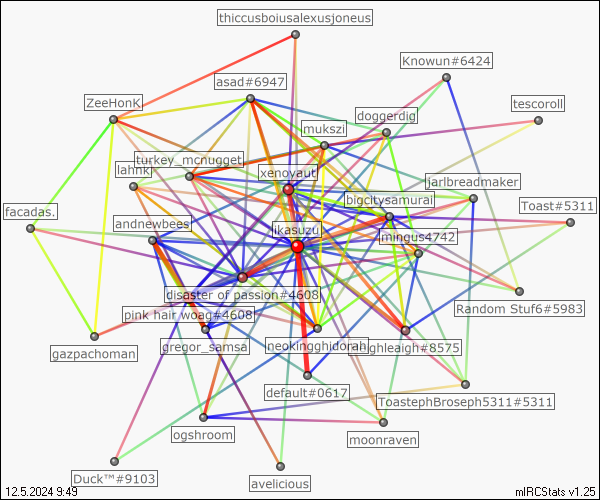 thiccusboiusalexusjoneus
Knowun#6424
asad#6947
ZeeHonK
tescoroll
doggerdig
mukszi
turkey_mcnugget
lahnk
xenoyaut
jarlbreadmaker
bigcitysamurai
facadas.
Toast#5311
andnewbees
ikasuzu
mingus4742
disaster of passion#4608
Random Stuf6#5983
pink hair woag#4608
gazpachoman
gregor_samsa
neokingghidorah
aighleaigh#8575
default#0617
ToastephBroseph5311#5311
ogshroom
moonraven
Duck™#9103
avelicious
12.5.2024 9:49
mIRCStats v1.25